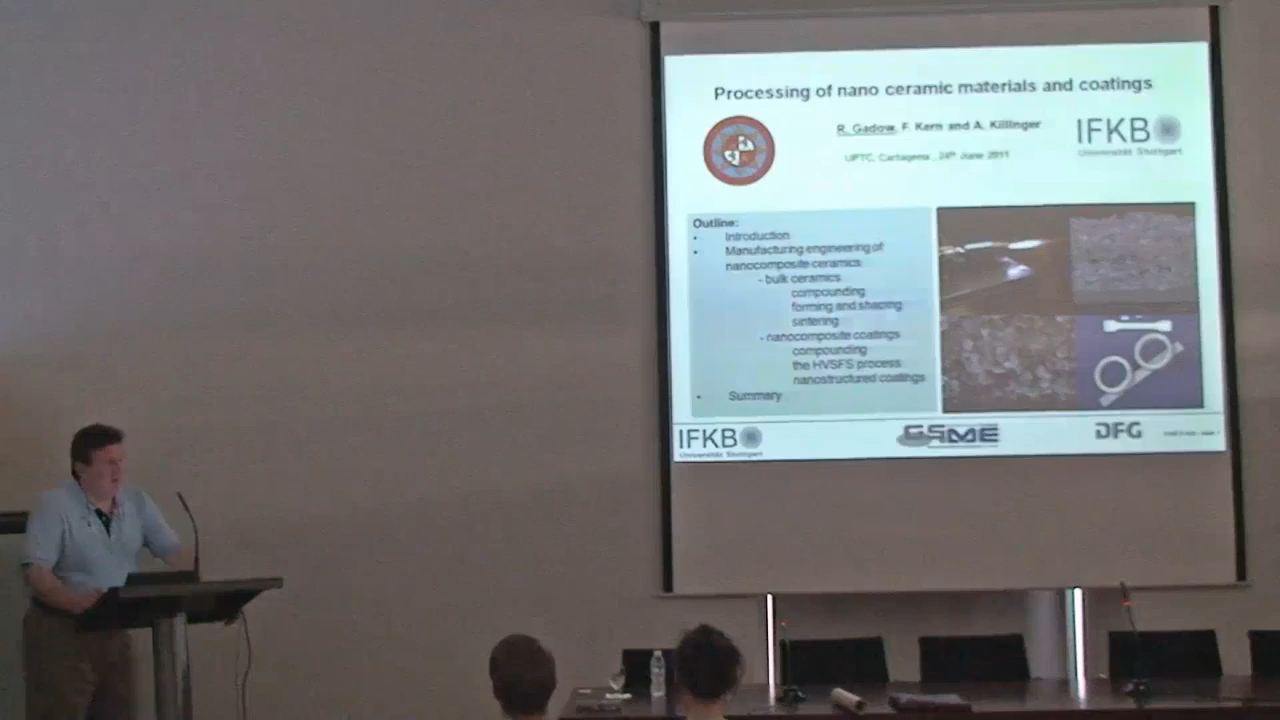 Processing of nano ceramic materials and coatings
R. Gadow, F. Kern and A. Killinger
UPTC, Cartagena , 24th June 2011
IFKB
Universität Stuttgart
Outline:
• Introduction
• Manufacturing engineering of
nanocomposite ceramics
- bulk ceramics
compounding
forming and shaping
sintering
- nanocomposite coatings
compounding
the HVSFS process
nanostructured coatings
• Summary
IFKB
Universität Stuttgart
GSME
DFG